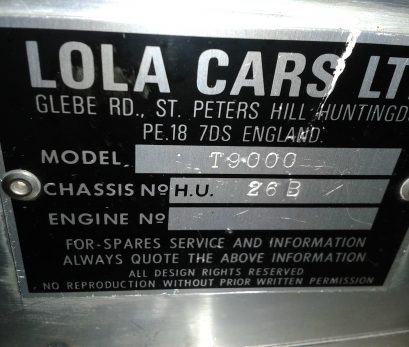 LOLA CARS LT
GLEBE RD., ST. PETERS HILL HUNTINGD
PE.18 7DS ENGLAND.
MODEL T9000
CHASSIS Nº H.U. 26B
ENGINE Nº
FOR SPARES SERVICE AND INFORMATION
ALWAYS QUOTE THE ABOVE INFORMATION
ALL DESIGN RIGHTS RESERVED
NO REPRODUCTION WITHOUT PRIOR WRITTEN PERMISSION